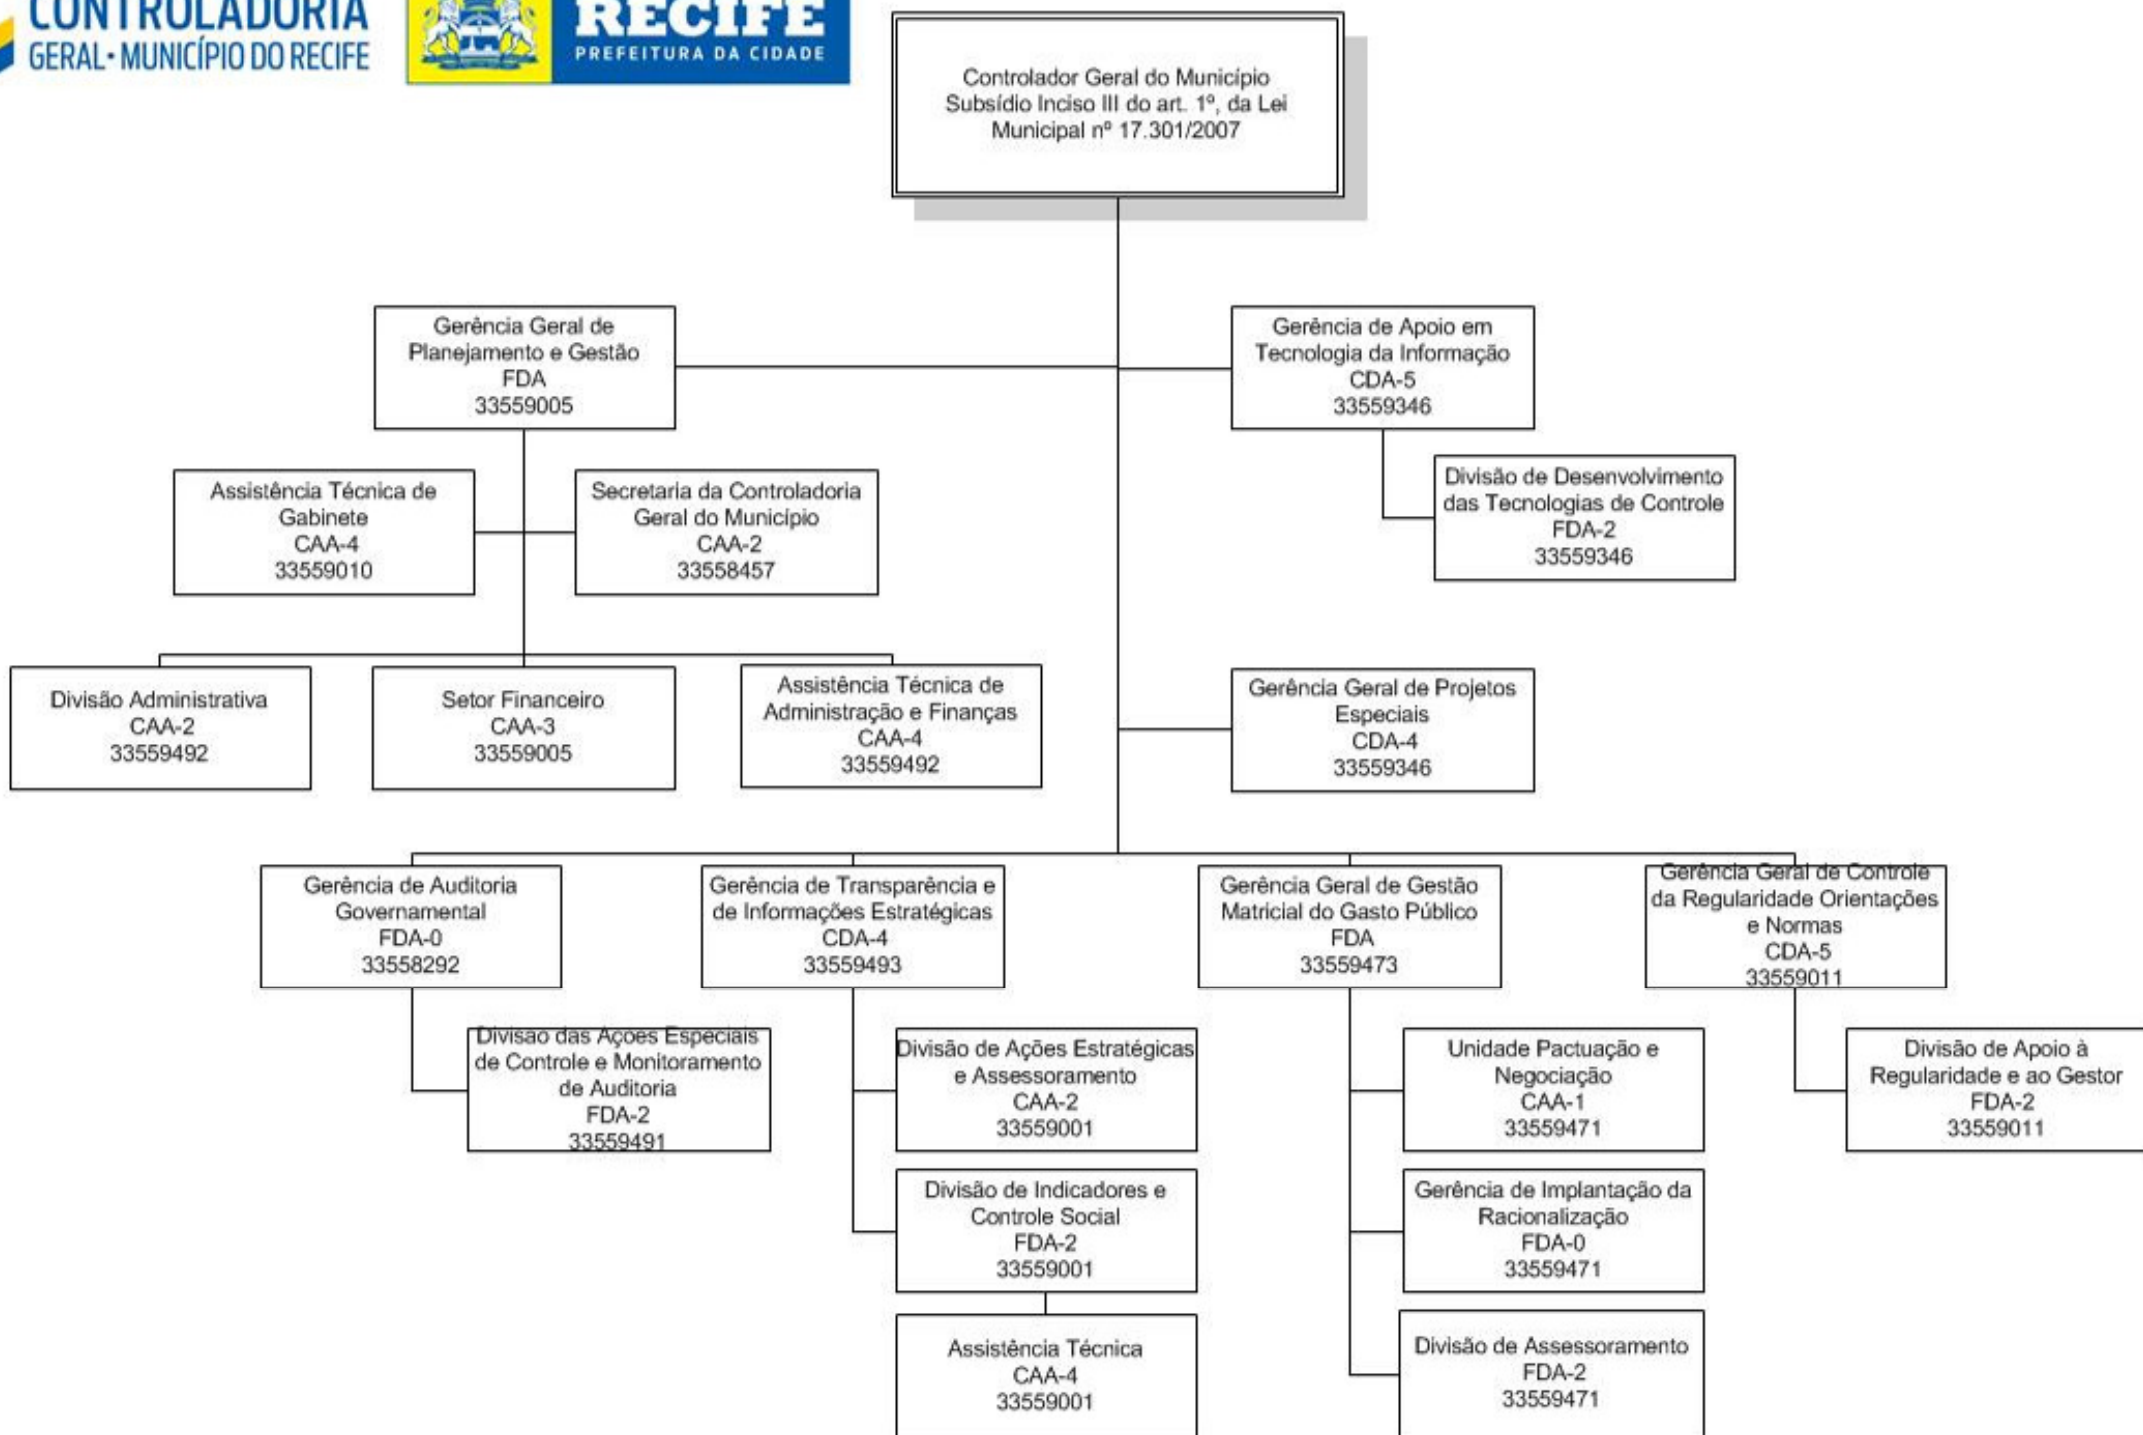 CONTROLADORIA
GERAL • MUNICÍPIO DO RECIFE
RECIFE
PREFEITURA DA CIDADE
Controlador Geral do Município
Subsídio Inciso III do art. 1º, da Lei
Municipal nº 17.301/2007
Gerência Geral de
Planejamento e Gestão
FDA
33559005
Gerência de Apoio em
Tecnologia da Informação
CDA-5
33559346
Assistência Técnica de
Gabinete
CAA-4
33559010
Secretaria da Controladoria
Geral do Município
CAA-2
33558457
Divisão de Desenvolvimento
das Tecnologias de Controle
FDA-2
33559346
Divisão Administrativa
CAA-2
33559492
Setor Financeiro
CAA-3
33559005
Assistência Técnica de
Administração e Finanças
CAA-4
33559492
Gerência Geral de Projetos
Especiais
CDA-4
33559346
Gerência de Auditoria
Governamental
FDA-0
33558292
Gerência de Transparência e
de Informações Estratégicas
CDA-4
33559493
Gerência Geral de Gestão
Matricial do Gasto Público
FDA
33559473
Gerência Geral de Controle
da Regularidade Orientações
e Normas
CDA-5
33559011
Divisão das Ações Especiais
de Controle e Monitoramento
de Auditoria
FDA-2
33559491
Divisão de Ações Estratégicas
e Assessoramento
CAA-2
33559001
Unidade Pactuação e
Negociação
CAA-1
33559471
Divisão de Apoio à
Regularidade e ao Gestor
FDA-2
33559011
Divisão de Indicadores e
Controle Social
FDA-2
33559001
Gerência de Implantação da
Racionalização
FDA-0
33559471
Assistência Técnica
CAA-4
33559001
Divisão de Assessoramento
FDA-2
33559471